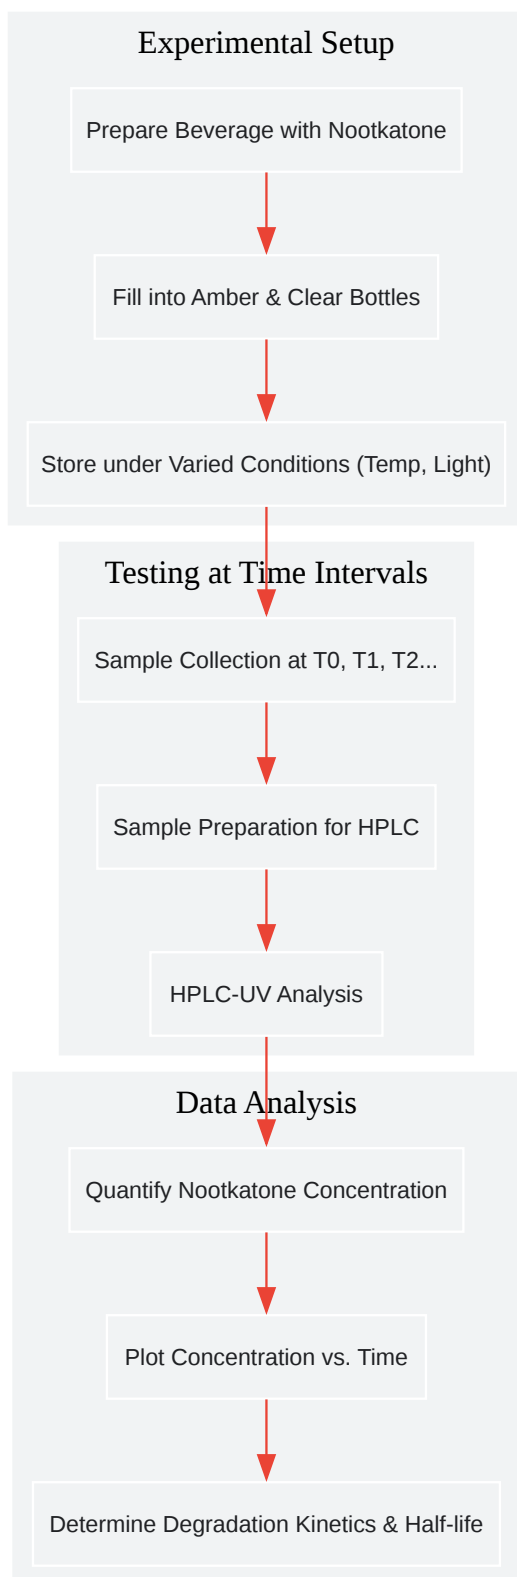 Experimental Setup
Prepare Beverage with Nootkatone
Fill into Amber & Clear Bottles
Store under Varied Conditions (Temp, Light)
Testing at Time Intervals
Sample Collection at T0, T1, T2...
Sample Preparation for HPLC
HPLC-UV Analysis
Data Analysis
Quantify Nootkatone Concentration
Plot Concentration vs. Time
Determine Degradation Kinetics & Half-life